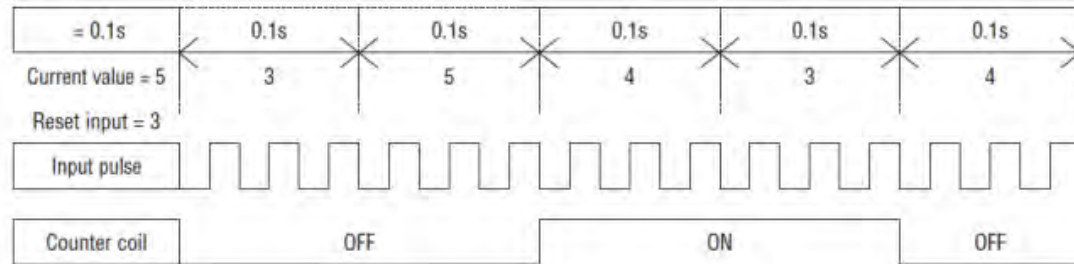 = 0.1s 0.1s 0.1s 0.1s 0.1s 0.1s
Current value = 5 3 5 4 3 4
Reset input = 3
Input pulse
Counter coil OFF ON OFF